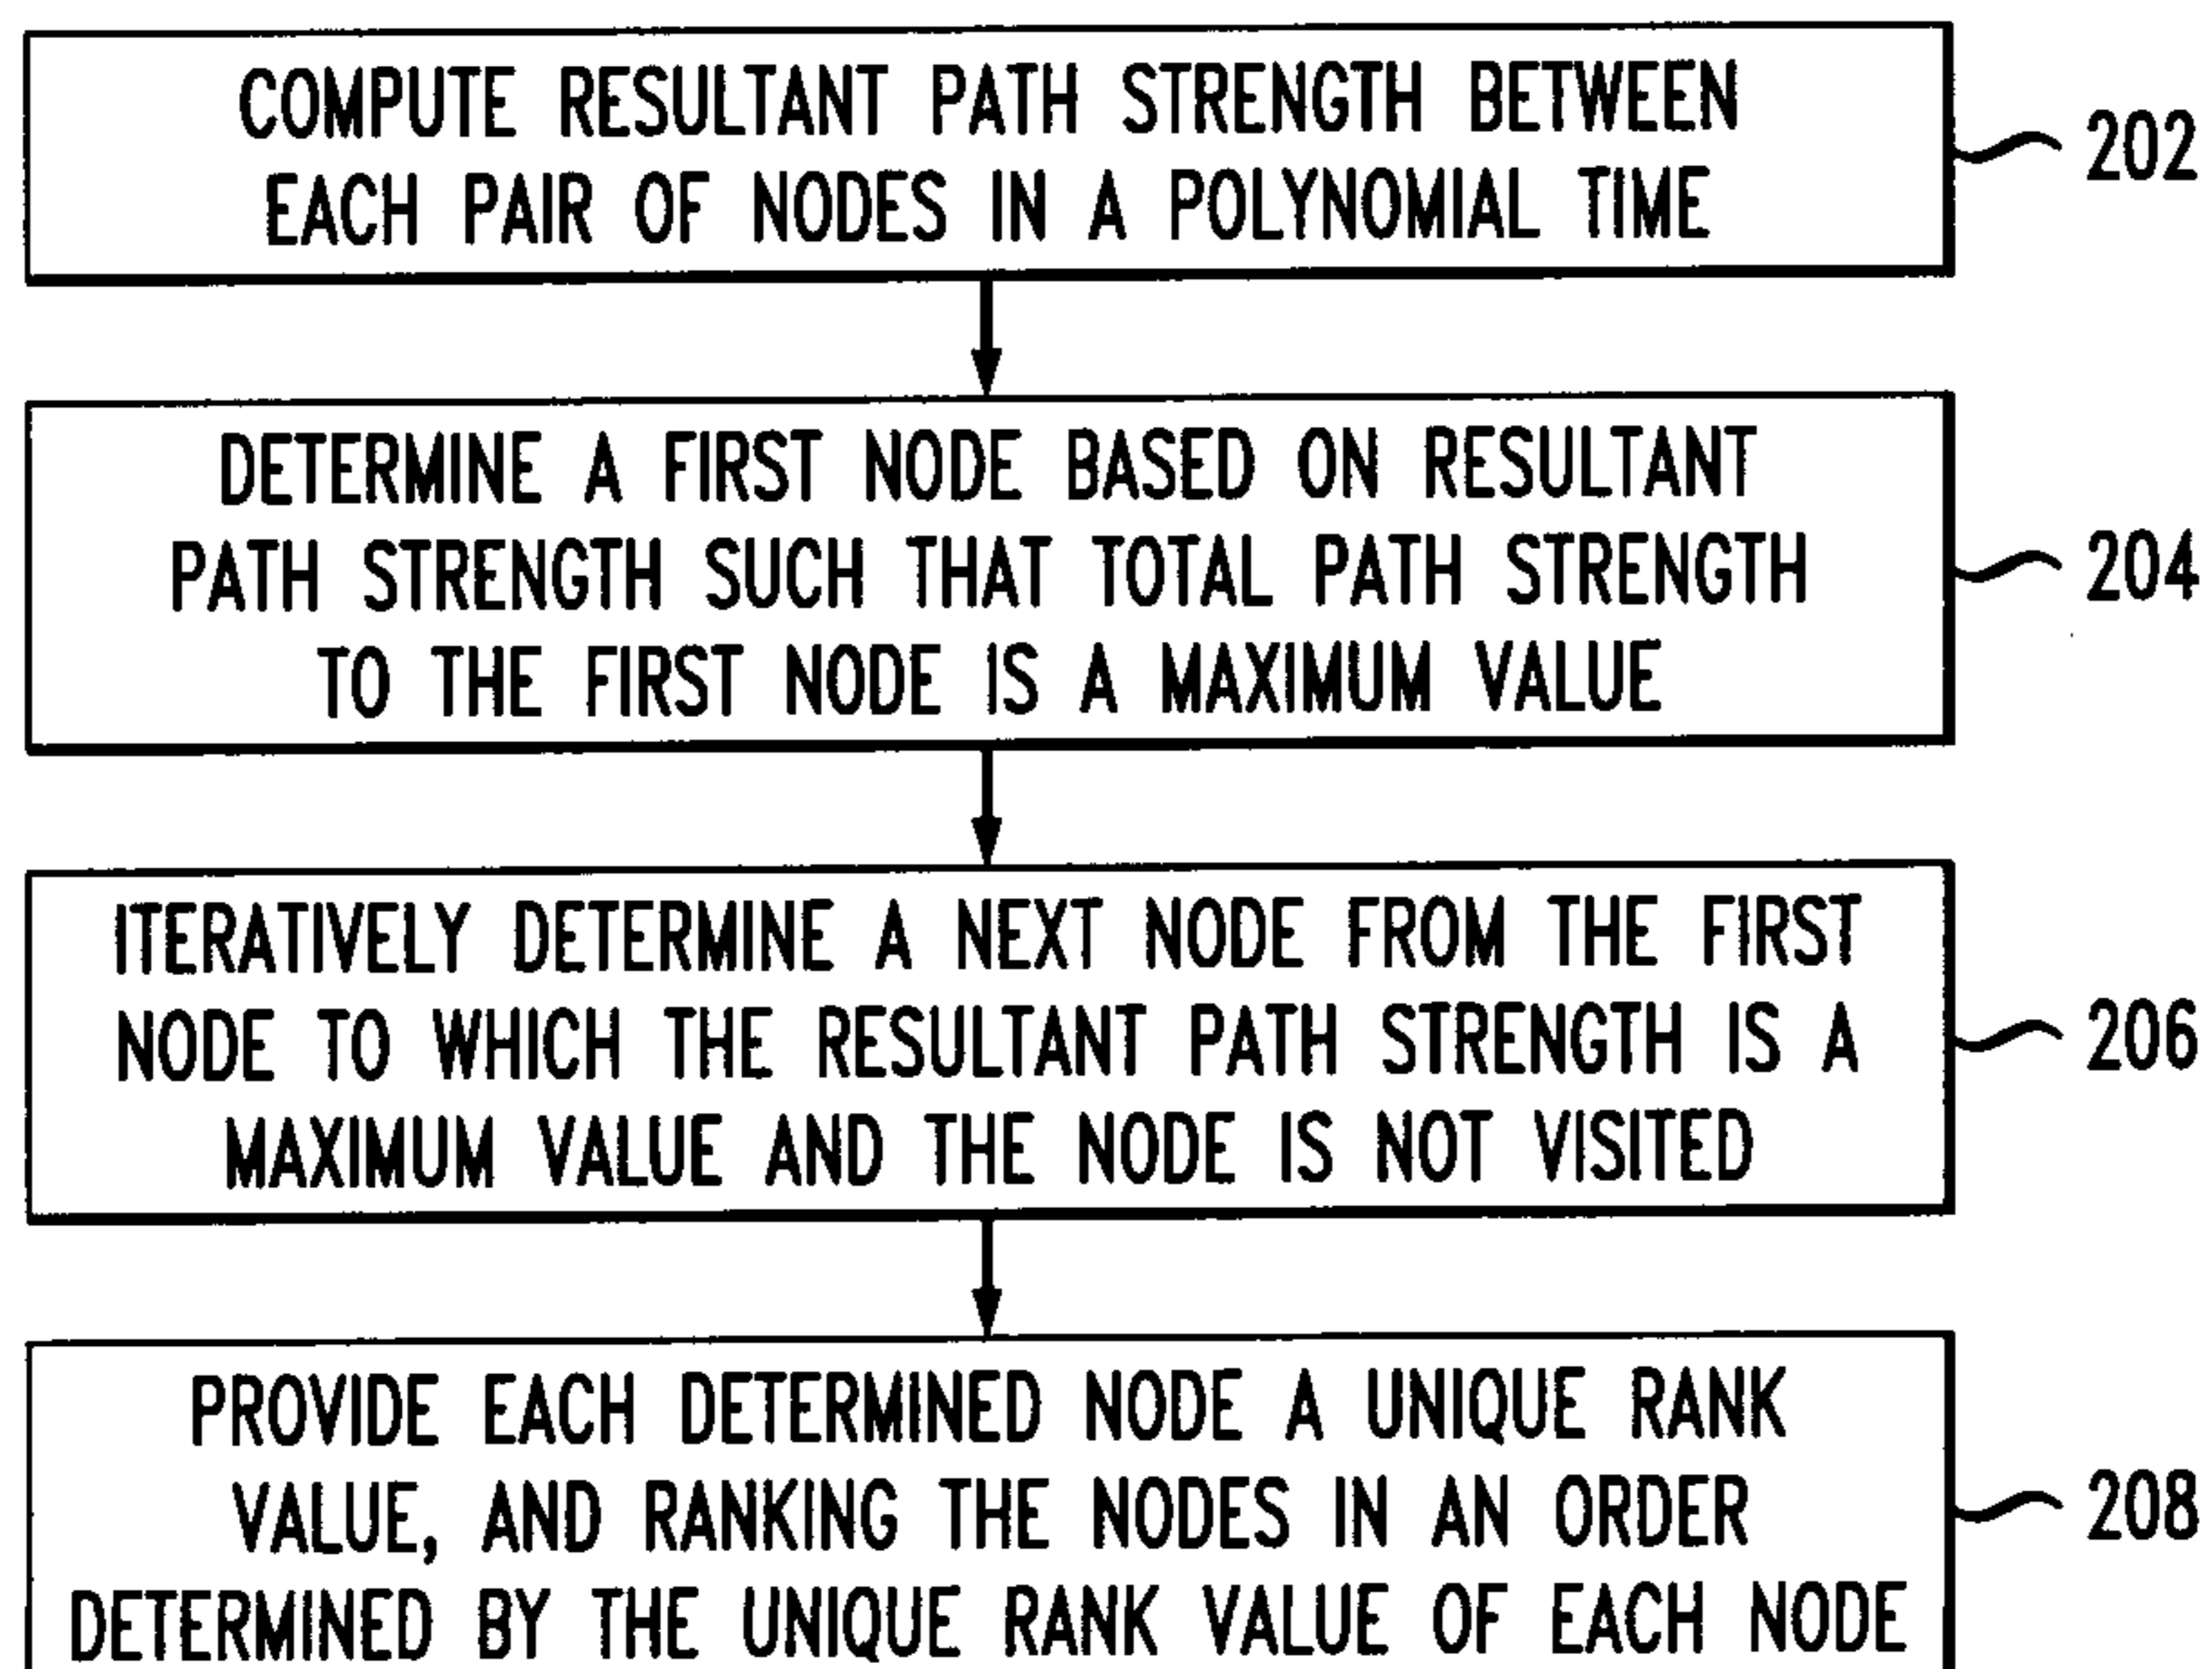 COMPUTE RESULTANT PATH STRENGTH BETWEEN
EACH PAIR OF NODES IN A POLYNOMIAL TIME
202
DETERMINE A FIRST NODE BASED ON RESULTANT
PATH STRENGTH SUCH THAT TOTAL PATH STRENGTH
TO THE FIRST NODE IS A MAXIMUM VALUE
204
ITERATIVELY DETERMINE A NEXT NODE FROM THE FIRST
NODE TO WHICH THE RESULTANT PATH STRENGTH IS A
MAXIMUM VALUE AND THE NODE IS NOT VISITED
206
PROVIDE EACH DETERMINED NODE A UNIQUE RANK
VALUE, AND RANKING THE NODES IN AN ORDER
DETERMINED BY THE UNIQUE RANK VALUE OF EACH NODE
208